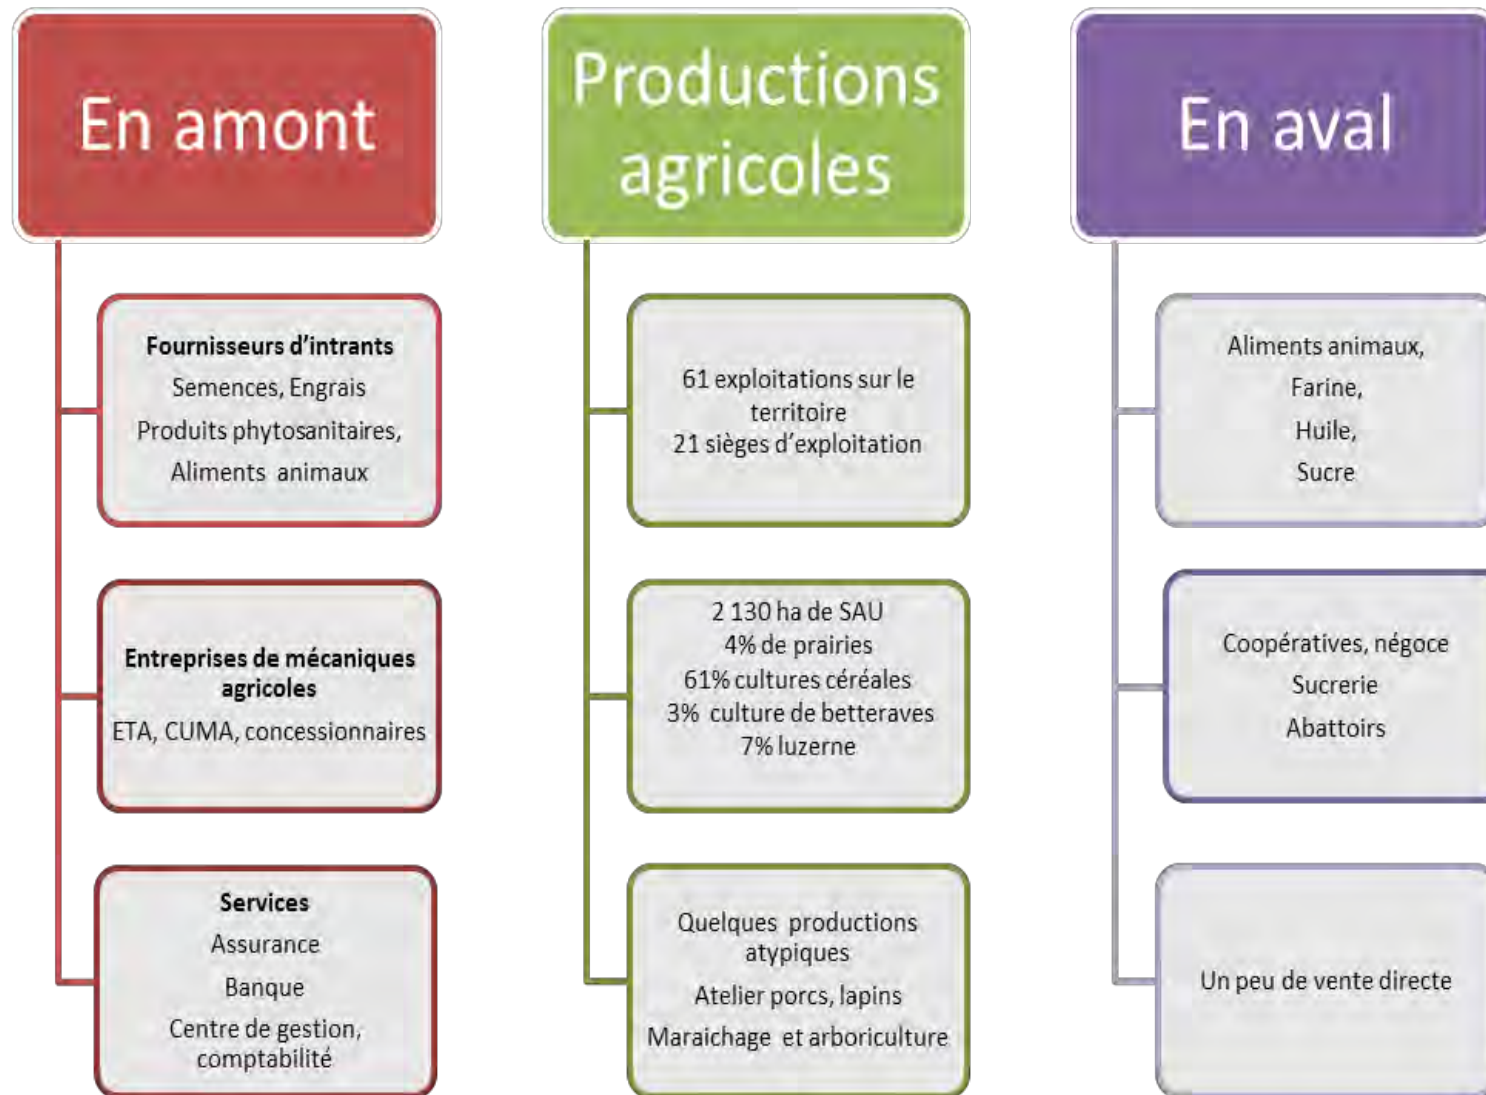 En amont
Fournisseurs d'intrants
Semences, Engrais
Produits phytosanitaires,
Aliments animaux
Entreprises de mécaniques
agricoles
ETA, CUMA, concessionnaires
Services
Assurance
Banque
Centre de gestion,
comptabilité
Productions
agricoles
61 exploitations sur le
territoire
21 sièges d'exploitation
2 130 ha de SAU
4% de prairies
61% cultures céréales
3% culture de betteraves
7% luzerne
Quelques productions
atypiques
Atelier porcs, lapins
Maraichage et arboriculture
En aval
Aliments animaux,
Farine,
Huile,
Sucre
Coopératives, négoce
Sucrerie
Abattoirs
Un peu de vente directe